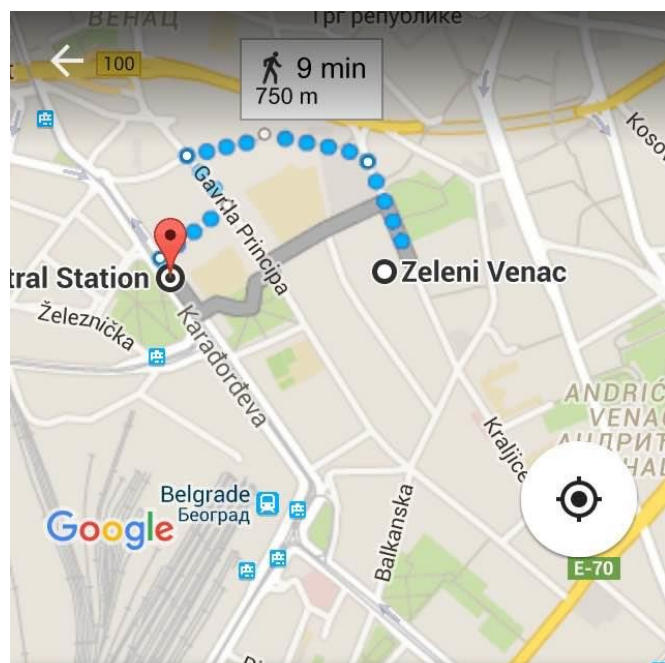 ВЕНАЦ
Трг републике
100
9 min
750 m
Kosov
Gavrila Principa
tral Station
Zeleni Venac
Železnička
Karađorđeva
ANDRIĆ
VENAC
АНДРИЋ
Kraljice
Belgrade
Београд
Google
Balkanska
E-70